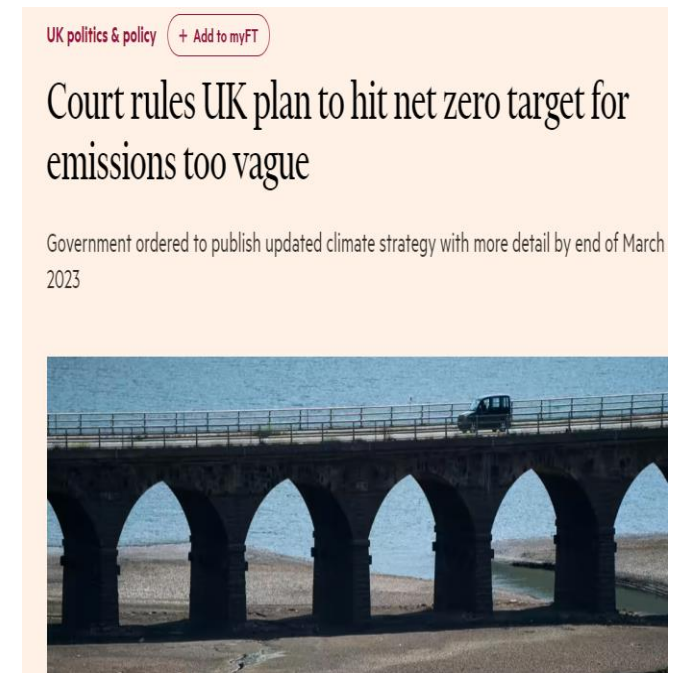 UK politics & policy + Add to myFT
Court rules UK plan to hit net zero target for
emissions too vague
Government ordered to publish updated climate strategy with more detail by end of March
2023